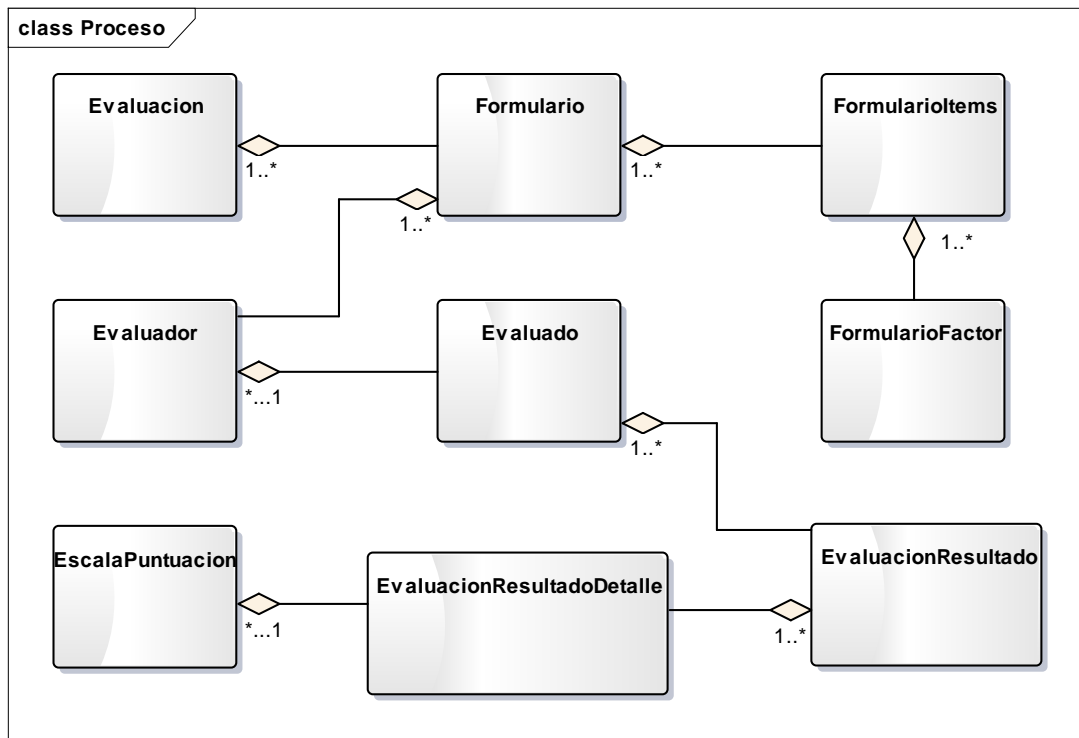 class Proceso
Evaluacion
Formulario
FormularioItems
1..*
1..*
1..*
1..*
Evaluador
Evaluado
FormularioFactor
*...1
1..*
EscalaPuntuacion
EvaluacionResultadoDetalle
EvaluacionResultado
*...1
1..*